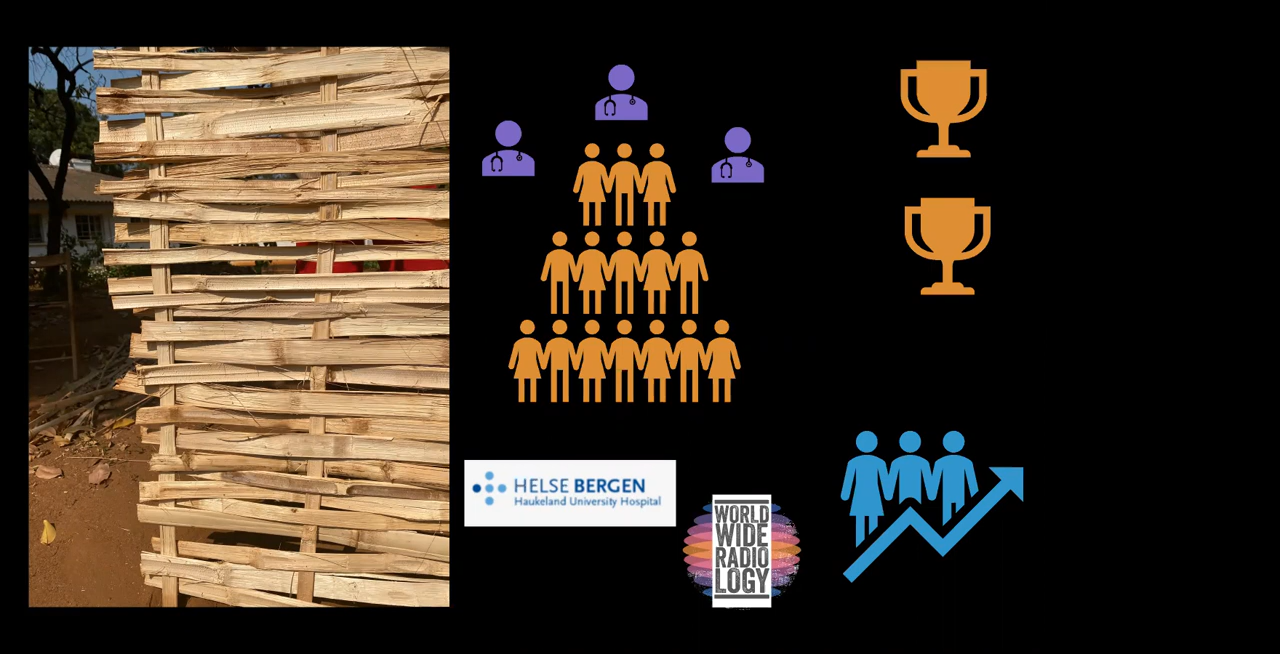 HELSE BERGEN
Haukeland University Hospital
WORLD
WIDE
RADIO
LOGY